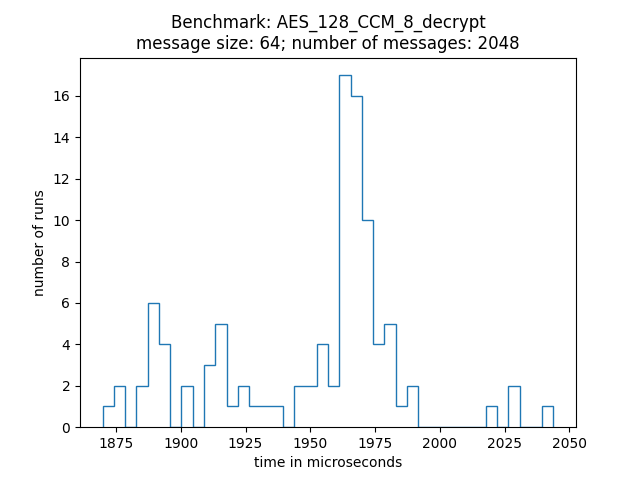 Benchmark: AES_128_CCM_8_decrypt
message size: 64; number of messages: 2048
number of runs
16
14
12
10
8
6
4
2
0
1875 1900 1925 1950 1975 2000 2025 2050
time in microseconds